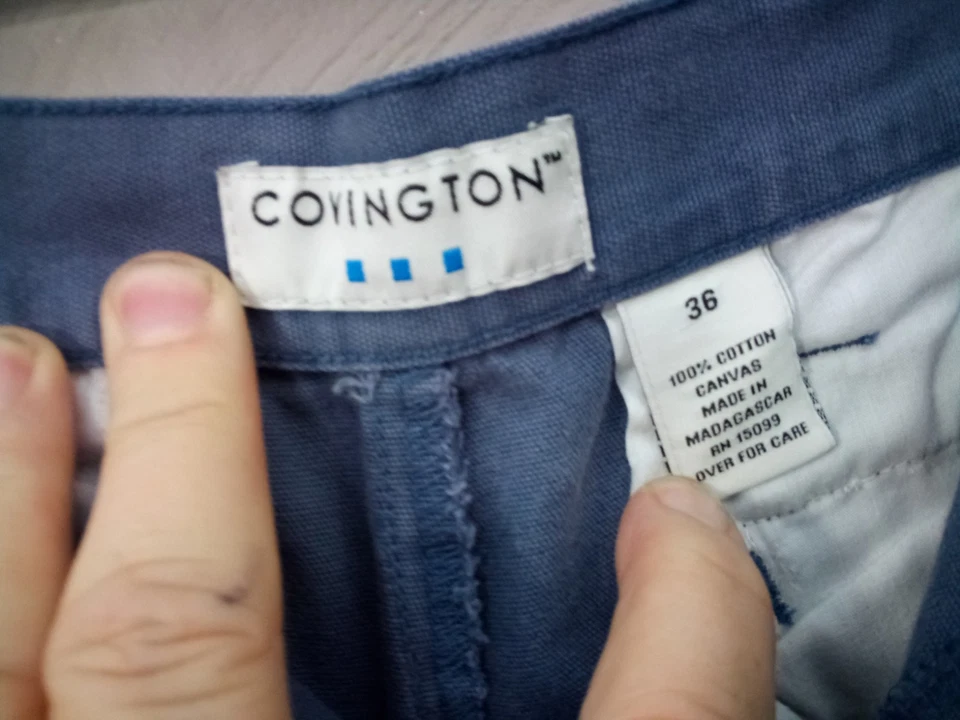 COVINGTON™
36
100% COTTON
CANVAS
MADE IN
MADAGASCAR
RN 15099
OVER FOR CARE